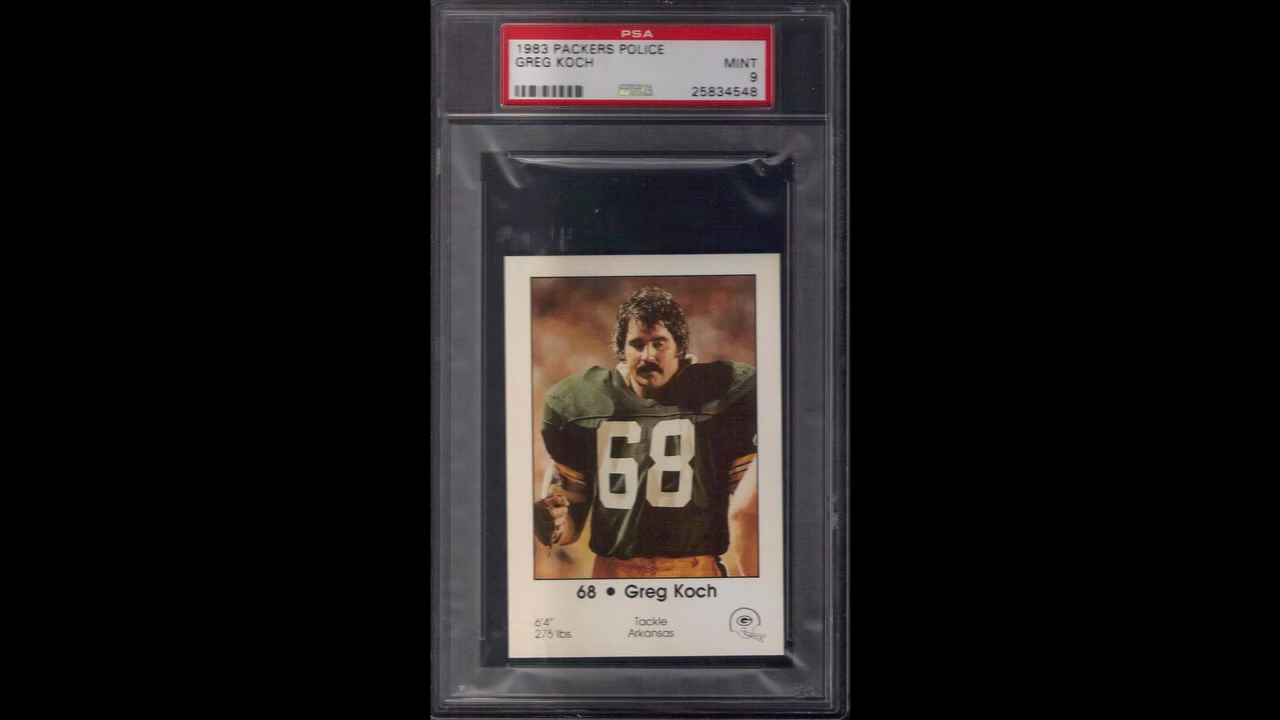 PSA
1983 PACKERS POLICE
GREG KOCH MINT
9
25834548
68
68 • Greg Koch
6'4" Tackle
275 lbs. Arkansas
G